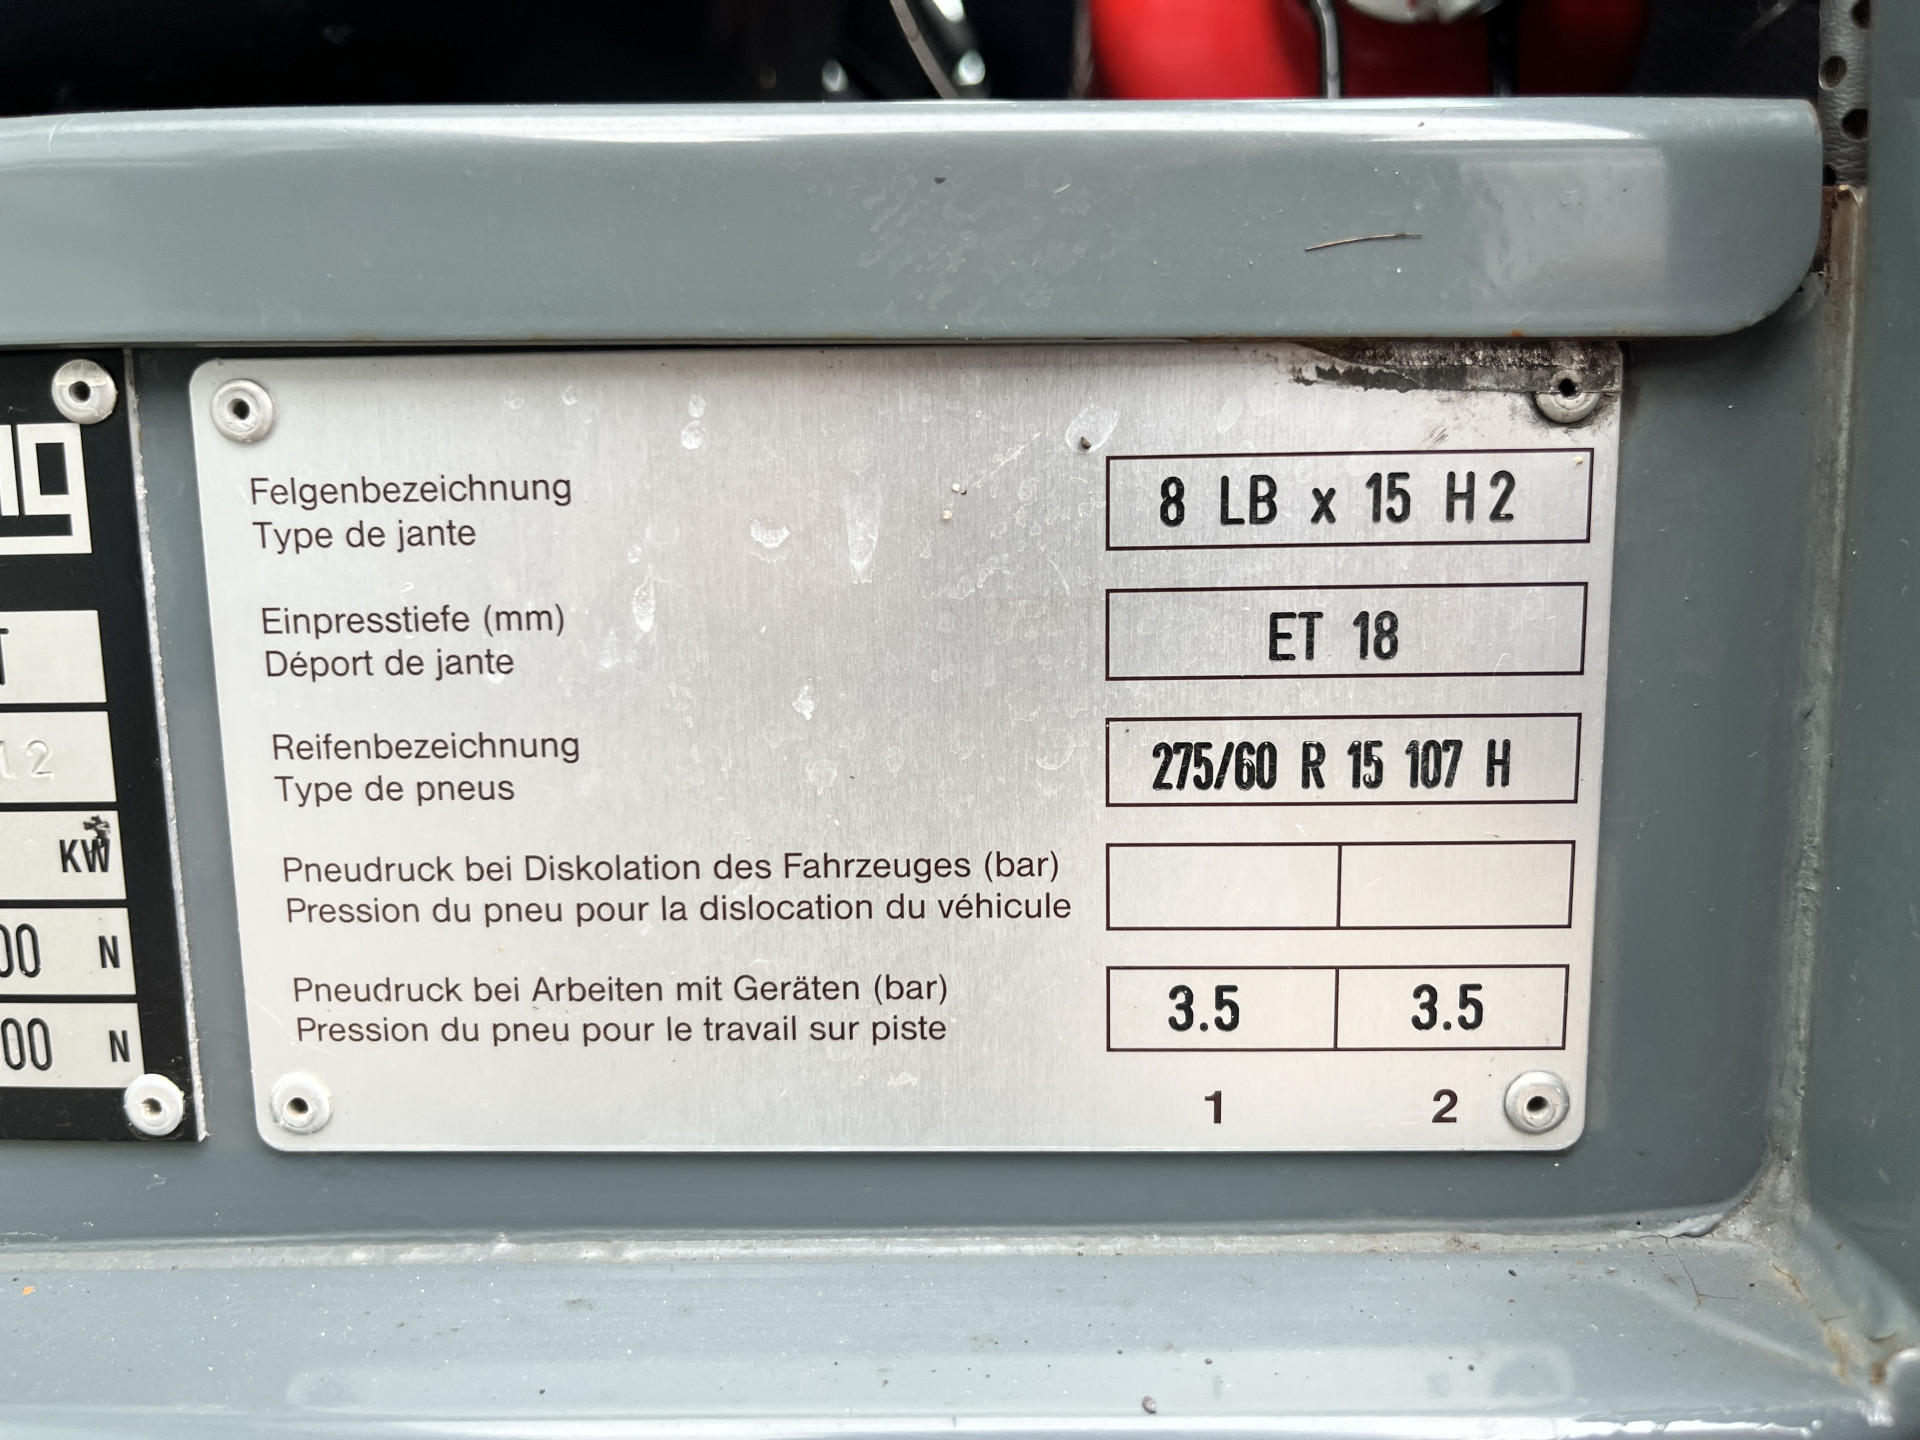 Felgenbezeichnung
Type de jante
8 LB x 15 H2
Einpresstiefe (mm)
Déport de jante
ET 18
Reifenbezeichnung
Type de pneus
275/60 R 15 107 H
Pneudruck bei Diskolation des Fahrzeuges (bar)
Pression du pneu pour la dislocation du véhicule
Pneudruck bei Arbeiten mit Geräten (bar)
Pression du pneu pour le travail sur piste
3.5 3.5
1 2
KW
00 N
00 N